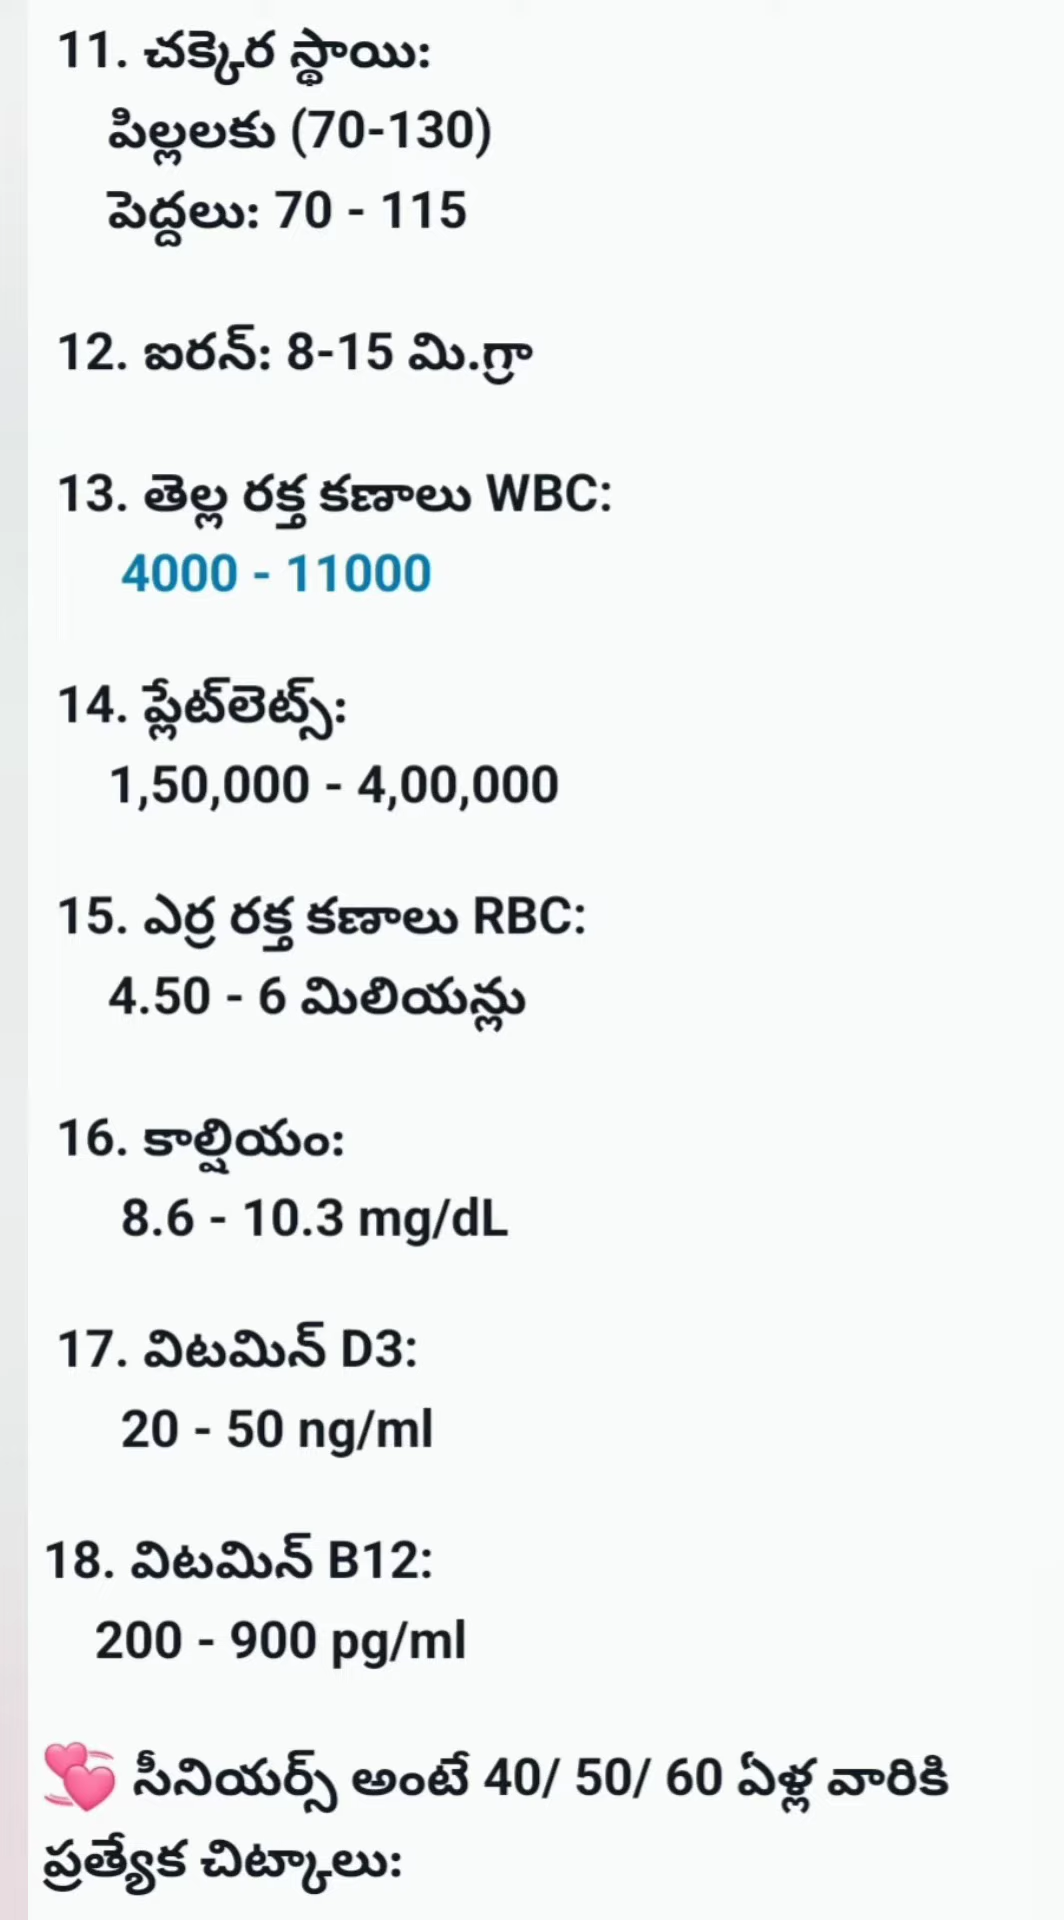 11. చక్కెర స్థాయి:
పిల్లలకు (70-130)
పెద్దలు: 70 - 115
12. ఐరన్: 8-15 మి.గ్రా
13. తెల్ల రక్త కణాలు WBC:
4000 - 11000
14. ప్లేట్‌లెట్స్:
1,50,000 - 4,00,000
15. ఎర్ర రక్త కణాలు RBC:
4.50 - 6 మిలియన్లు
16. కాల్షియం:
8.6 - 10.3 mg/dL
17. విటమిన్ D3:
20 - 50 ng/ml
18. విటమిన్ B12:
200 - 900 pg/ml
💞 సీనియర్స్ అంటే 40/ 50/ 60 ఏళ్ల వారికి
ప్రత్యేక చిట్కాలు: